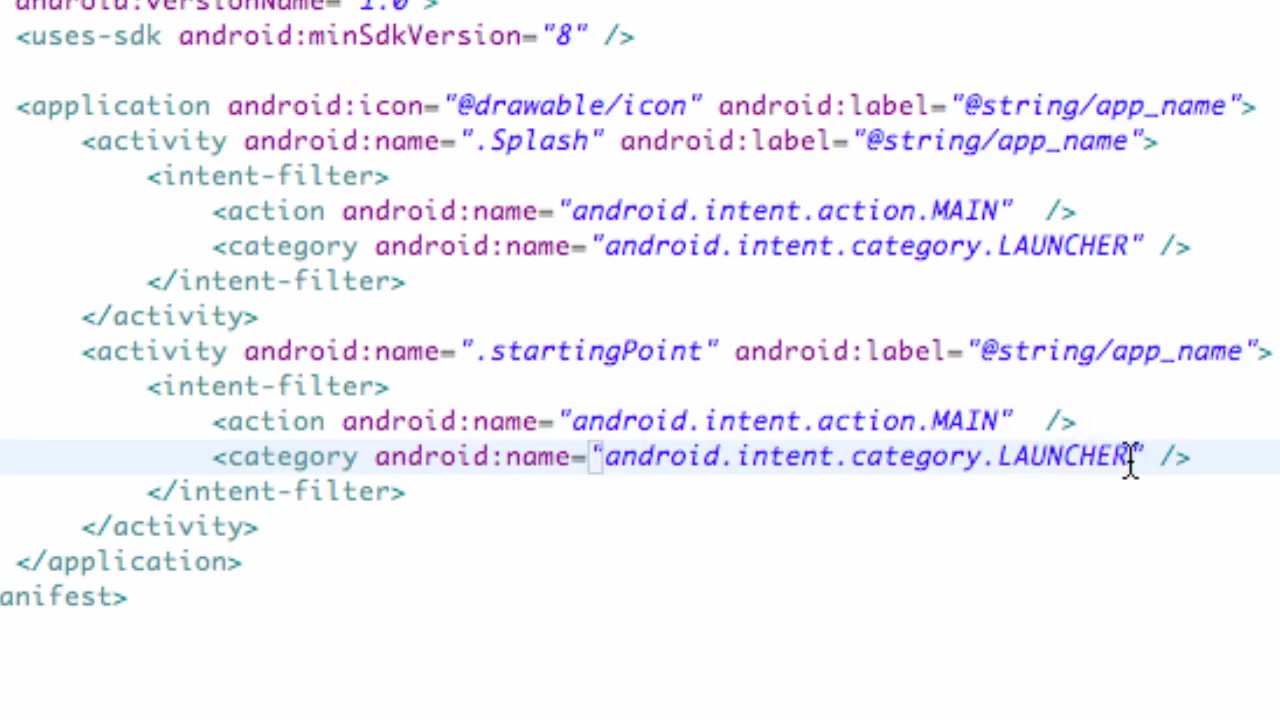 android:versionName="1.0">
<uses-sdk android:minSdkVersion="8" />
<application android:icon="@drawable/icon" android:label="@string/app_name">
<activity android:name=".Splash" android:label="@string/app_name">
<intent-filter>
<action android:name="android.intent.action.MAIN"  />
<category android:name="android.intent.category.LAUNCHER" />
</intent-filter>
</activity>
<activity android:name=".startingPoint" android:label="@string/app_name">
<intent-filter>
<action android:name="android.intent.action.MAIN"  />
<category android:name="android.intent.category.LAUNCHER" />
</intent-filter>
</activity>
</application>
anifest>